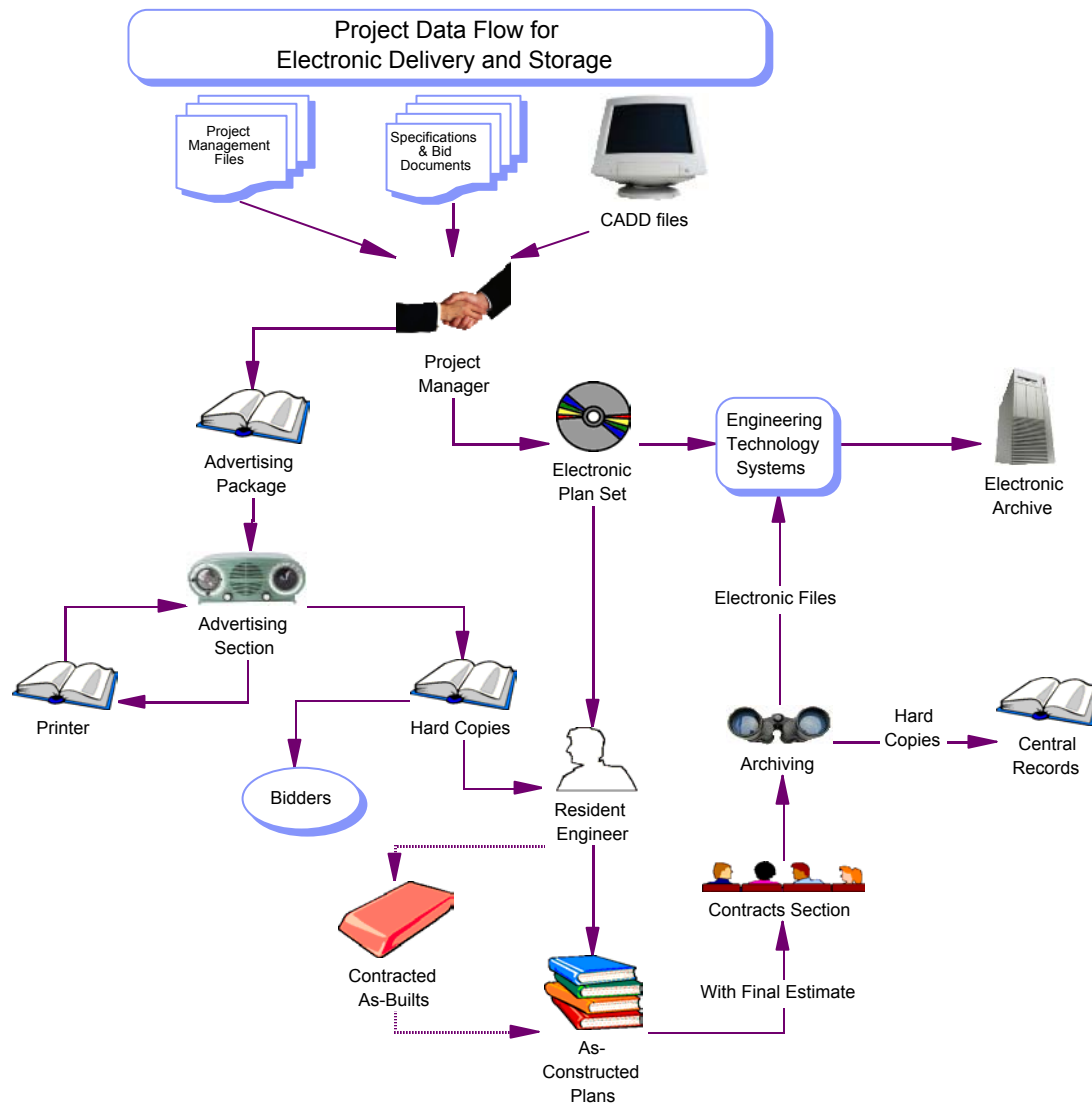 Project Data Flow for
Electronic Delivery and Storage
Project
Management
Files
Specifications
& Bid
Documents
CADD files
Project
Manager
Advertising
Package
Electronic
Plan Set
Engineering
Technology
Systems
Electronic
Archive
Advertising
Section
Electronic Files
Printer
Hard Copies
Hard
Copies
Archiving
Central
Records
Bidders
Resident
Engineer
Contracts Section
Contracted
As-Builts
With Final Estimate
As-
Constructed
Plans